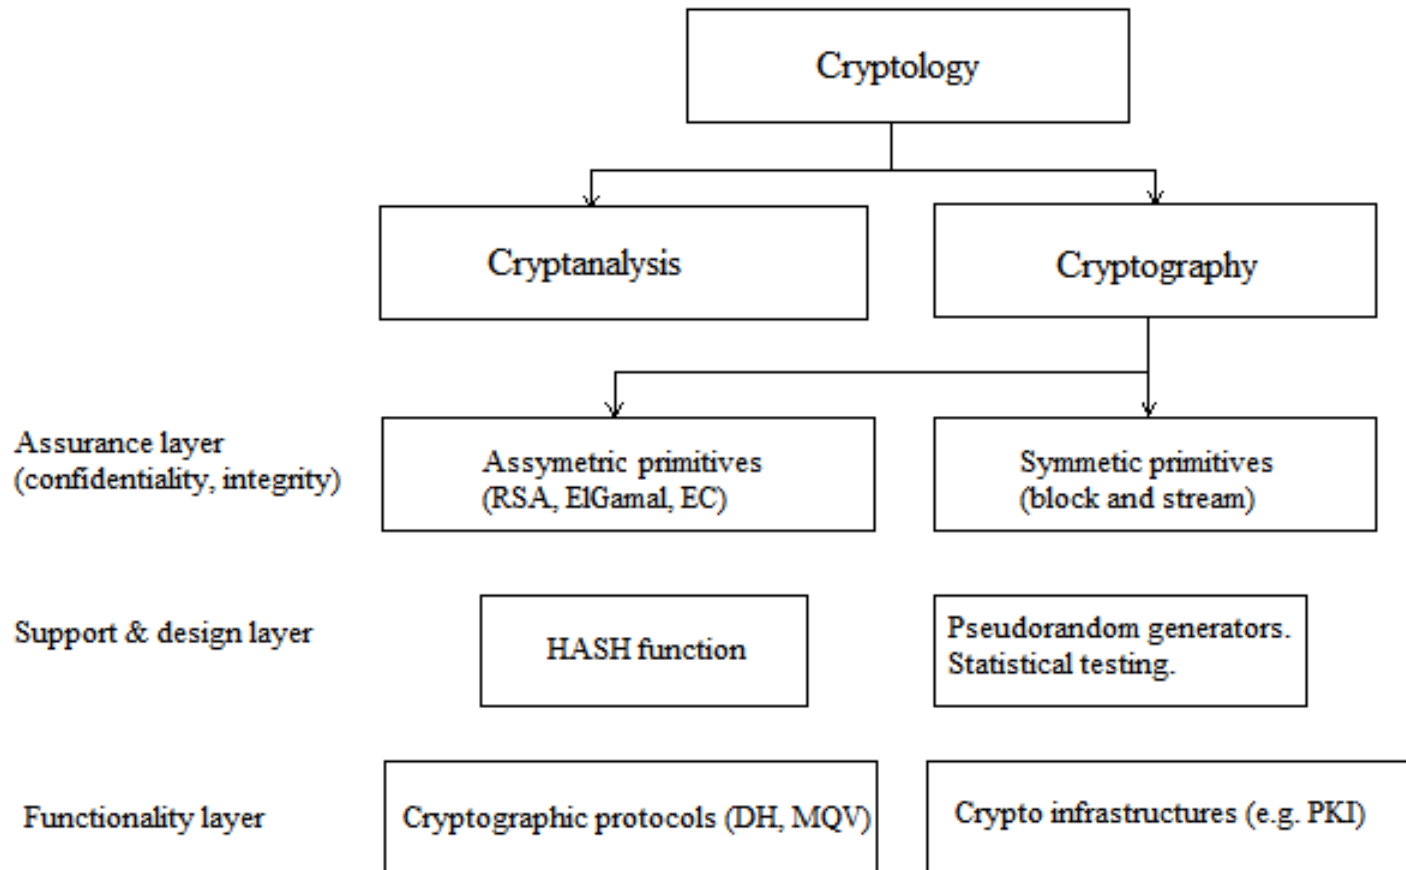 Cryptology
Cryptanalysis
Cryptography
Assurance layer
(confidentiality, integrity)
Assymetric primitives
(RSA, ElGamal, EC)
Symmetic primitives
(block and stream)
Support & design layer
HASH function
Pseudorandom generators.
Statistical testing.
Functionality layer
Cryptographic protocols (DH, MQV)
Crypto infrastructures (e.g. PKI)